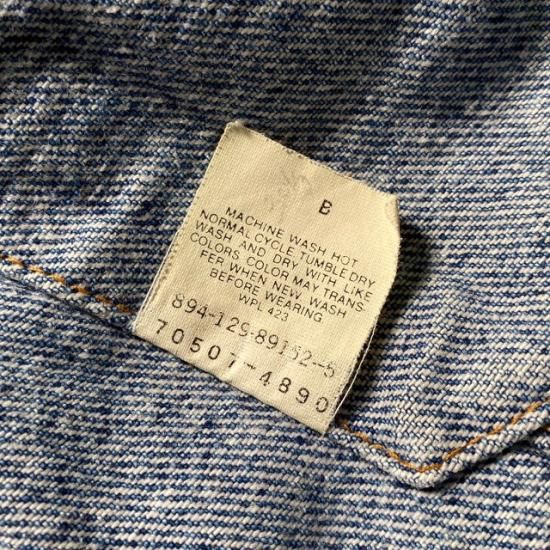 B
MACHINE WASH HOT
NORMAL CYCLE, TUMBLE DRY
WASH AND DRY WITH LIKE
COLORS. COLOR MAY TRANS-
FER WHEN NEW. WASH
BEFORE WEARING
WPL 423
894-129-89152--5
70507-4890